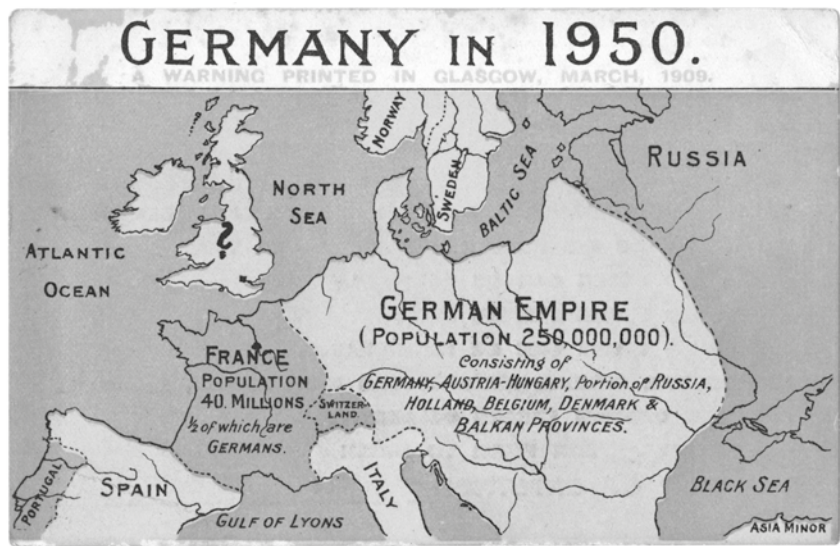 GERMANY IN 1950.
A WARNING PRINTED IN GLASGOW, MARCH, 1909.
NORWAY
SWEDEN
BALTIC SEA
RUSSIA
NORTH
SEA
?
ATLANTIC
OCEAN
GERMAN EMPIRE
(POPULATION 250,000,000).
Consisting of
GERMANY, AUSTRIA-HUNGARY, Portion of RUSSIA,
HOLLAND, BELGIUM, DENMARK &
BALKAN PROVINCES.
FRANCE
POPULATION
40. MILLIONS
½ of which are
GERMANS.
SWITZER-
LAND.
PORTUGAL
SPAIN
ITALY
GULF OF LYONS
BLACK SEA
ASIA MINOR